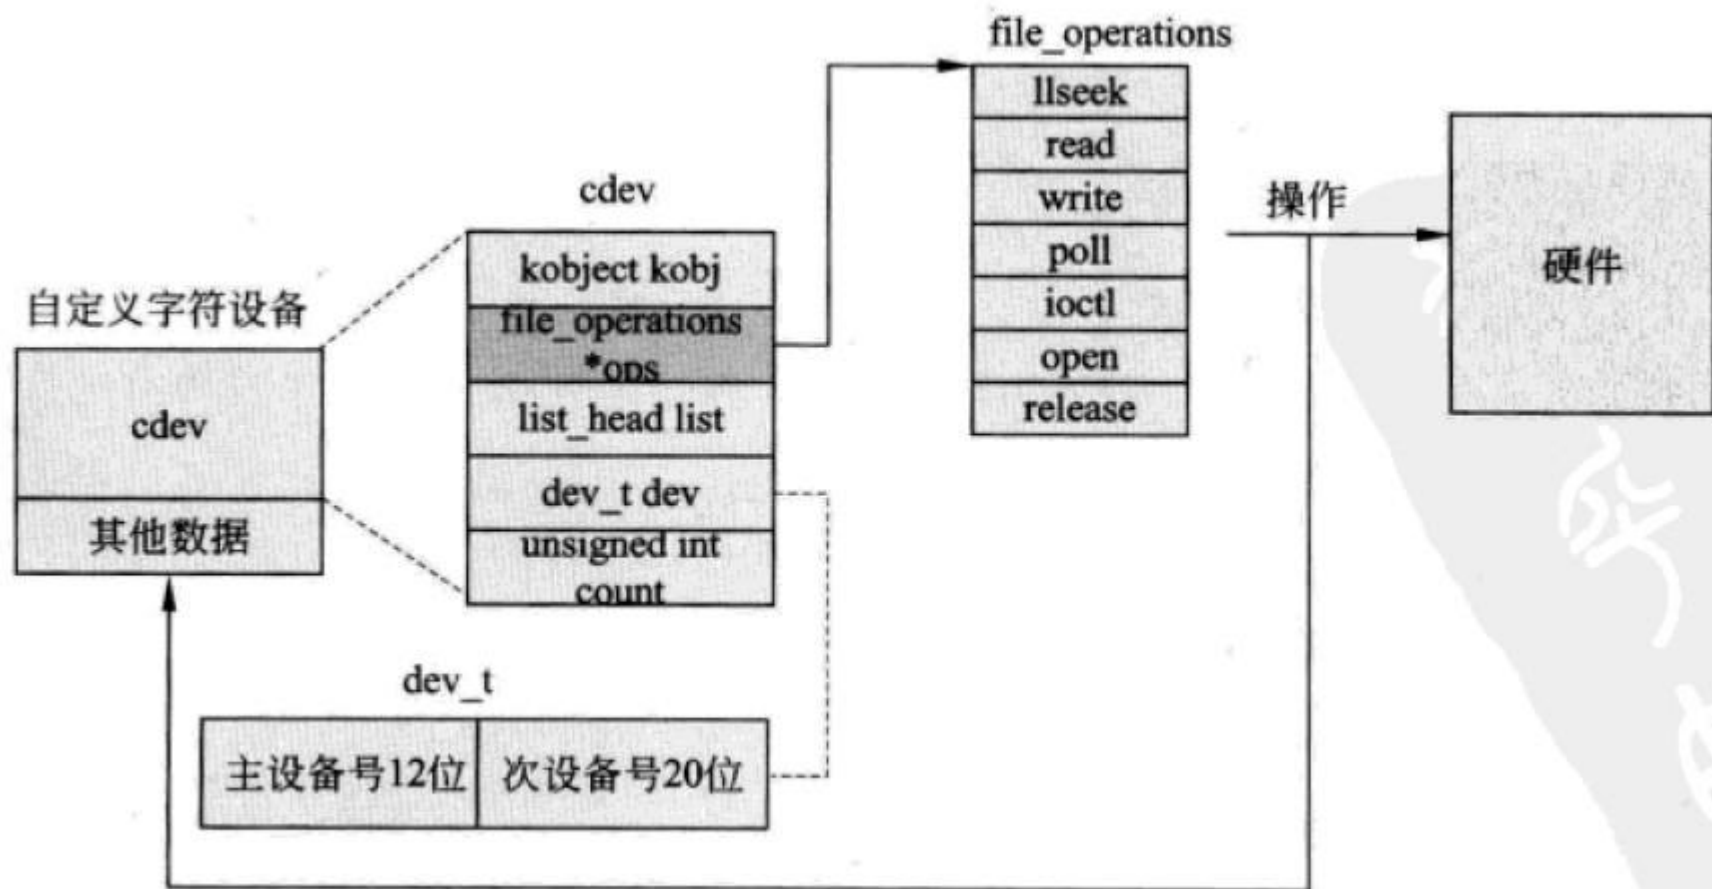 file_operations
llseek
read
write
poll
ioctl
open
release
操作
硬件
cdev
kobject kobj
file_operations
*ops
list_head list
dev_t dev
unsigned int
count
自定义字符设备
cdev
其他数据
dev_t
主设备号12位
次设备号20位